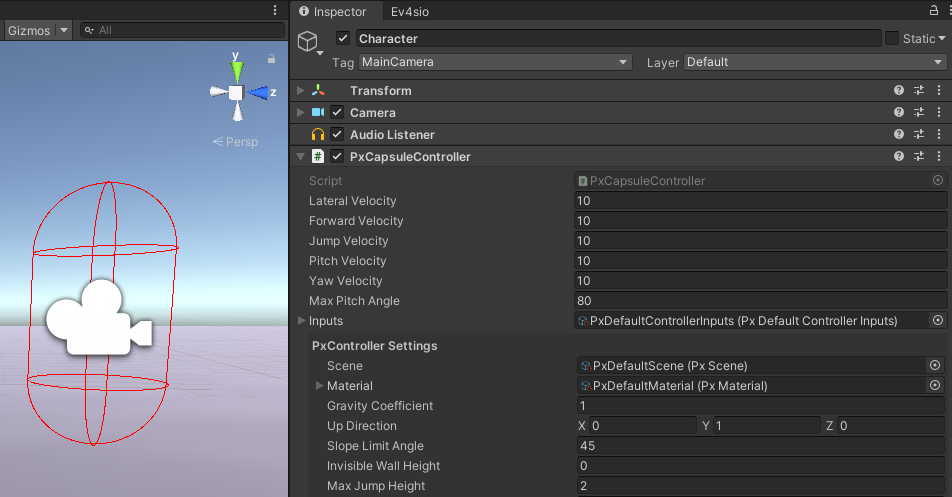 Inspector
Ev4sio
Gizmos
All
Character
Static
Tag
MainCamera
Layer
Default
y
z
Persp
Transform
Camera
Audio Listener
#
PxCapsuleController
Script
#
PxCapsuleController
Lateral Velocity
10
Forward Velocity
10
Jump Velocity
10
Pitch Velocity
10
Yaw Velocity
10
Max Pitch Angle
80
Inputs
PxDefaultControllerInputs (Px Default Controller Inputs)
PxController Settings
Scene
PxDefaultScene (Px Scene)
Material
PxDefaultMaterial (Px Material)
Gravity Coefficient
1
Up Direction
X 0
Y 1
Z 0
Slope Limit Angle
45
Invisible Wall Height
0
Max Jump Height
2